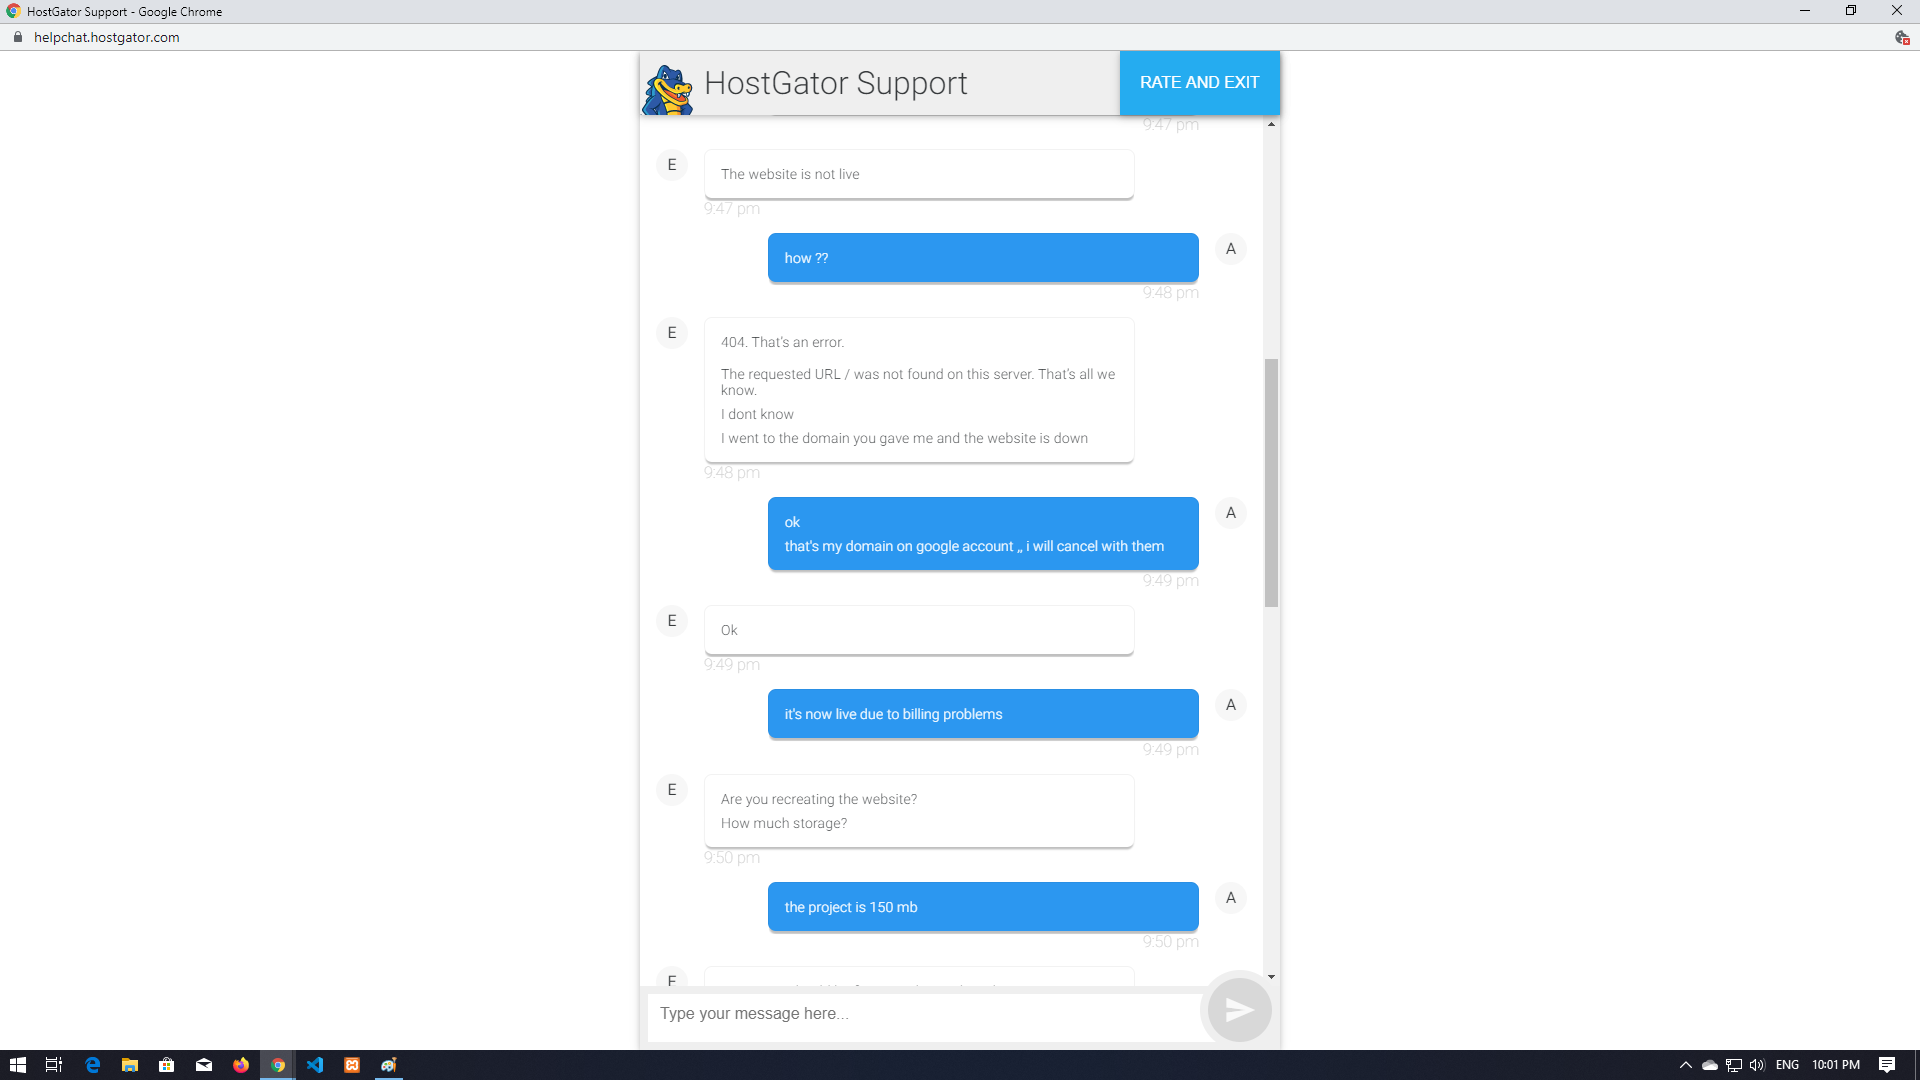 HostGator Support - Google Chrome
helpchat.hostgator.com
HostGator Support
RATE AND EXIT
9:47 pm
E
The website is not live
9:47 pm
how ??
A
9:48 pm
E
404. That's an error.
The requested URL / was not found on this server. That's all we
know.
I dont know
I went to the domain you gave me and the website is down
9:48 pm
ok
that's my domain on google account ,, i will cancel with them
A
9:49 pm
E
Ok
9:49 pm
it's now live due to billing problems
A
9:49 pm
E
Are you recreating the website?
How much storage?
9:50 pm
the project is 150 mb
A
9:50 pm
E
Type your message here...
ENG
10:01 PM